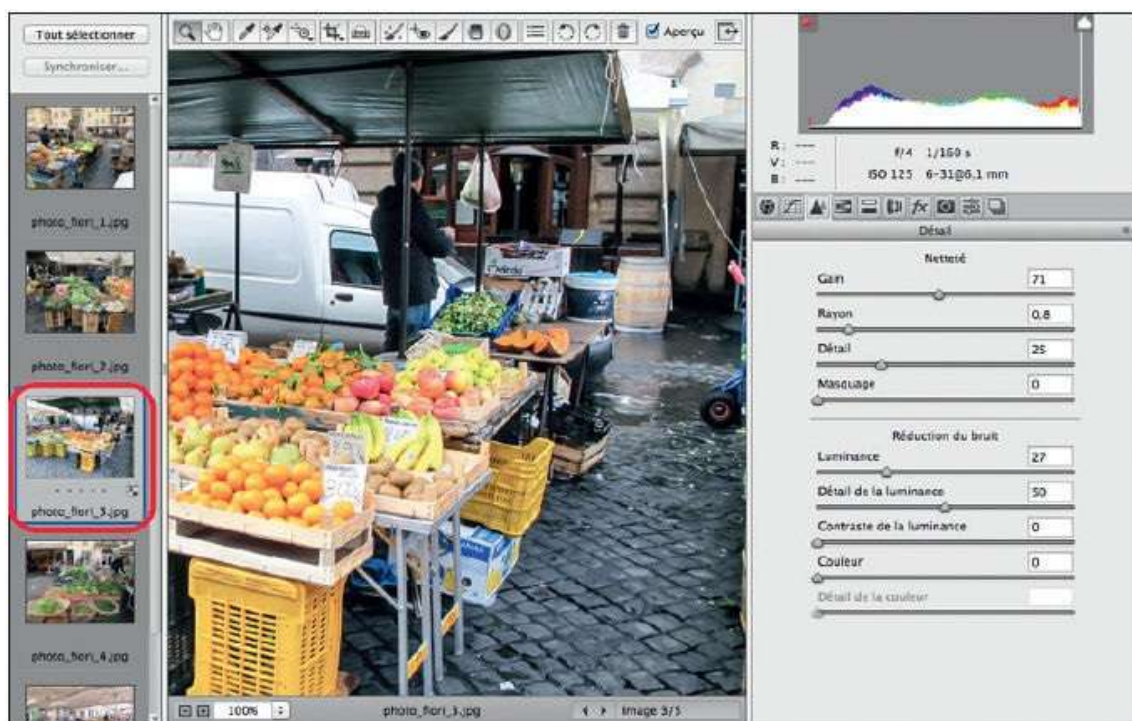 Tout sélectionner
Synchroniser...
photo_fiori_1.jpg
photo_fiori_2.jpg
photo_fiori_3.jpg
photo_fiori_4.jpg
Aperçu
100%
photo_fiori_3.jpg
Image 3/5
R : ---
V : ---
B : ---
f/4 1/160 s
ISO 125 6-31@6,1 mm
fx
Détail
Netteté
Gain 71
Rayon 0,8
Détail 25
Masquage 0
Réduction du bruit
Luminance 27
Détail de la luminance 50
Contraste de la luminance 0
Couleur 0
Détail de la couleur